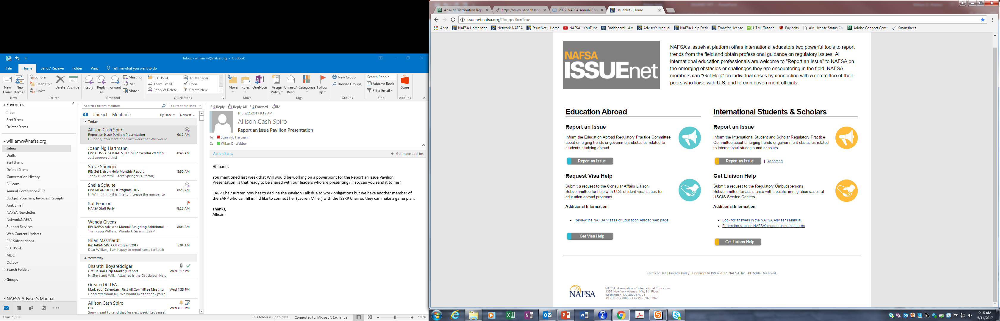 Inbox - williamw@nafsa.org - Outlook
File Home Send / Receive Folder View Tell me what you want to do
New Email
New Items
New
Ignore
Clean Up
Junk
Delete
Archive
Delete
Reply
Reply All
Forward
Meeting
IM
More
Respond
SECUSS-L
Team Email
Reply & Delete
To Manager
Done
Create New
Quick Steps
Move
Rules
OneNote
Move
Assign Policy
Unread/ Read
Categorize
Follow Up
Tags
New Group
Browse Groups
Groups
Search People
Address Book
Filter Email
Find
Store
Add-ins
Favorites
Inbox
Sent Items
Deleted Items
williamw@nafsa.org
Inbox
Drafts
Sent Items
Deleted Items
Conversation History
Bill.com
Annual Conference 2017
Budget: Vouchers, Invoices, Receipts
Junk Email
NAFSA Newsletter
Network.NAFSA
Support Services
Web Content Updates
RSS Subscriptions
SECUSS-L
MISC
Outbox
Search Folders
Groups
NAFSA Adviser's Manual
Items: 1,033
Search Current Mailbox Current Mailbox
All Unread Mentions By Date Newest
Today
Allison Cash Spiro
Report an Issue Pavilion Presentation 9:12 AM
Hi Joann, You mentioned last week that Will would
Joann Ng Hartmann
FW: GOSS ASSOCIATES, LLC bill or vendor credit n... 8:45 AM
Just approved this!
Steve Springer
RE: Get Liaison Help Monthly Report 8:30 AM
Thanks, Bharathi. Steve Springer | Director,
Sheila Schulte
FW: JAPAN SIG: COI Program 2017 8:26 AM
Hi Will—I think it is fine to increase the number to
Kat Pearson
NAFSA Staff Party 8:18 AM
Wanda Givens
RE: NAFSA Adviser's Manual Assigning Additional ... 8:04 AM
Thank you William. Wanda J. Givens CSRM
Brian Masshardt
Re: JAPAN SIG: COI Program 2017 5:04 AM
Dear William, I am happy to report some fantastic
Yesterday
Bharathi Boyareddigari
Get Liaison Help Monthly Report Wed 5:17 PM
Hi Steve and Will, Attached is the Get Liaison Help
GreaterDC LFA
Mark Your Calendars! First All Committee Meeting Wed 4:33 PM
Good afternoon all, We would like to thank you all
Allison Cash Spiro
LFA Wed 4:11 PM
Sorry meant to send that for next week! Let's meet
Reply Reply All Forward IM
Thu 5/11/2017 9:12 AM
Allison Cash Spiro
Report an Issue Pavilion Presentation
To Joann Ng Hartmann
Cc William D. Webber
Action Items + Get more add-ins
Hi Joann,
You mentioned last week that Will would be working on a powerpoint for the Report an Issue Pavilion
Presentation, is that ready to be shared with our leaders who are presenting? If so, can you send it to me?
EARP Chair Kirsten now has to decline the Pavilion Talk due to work obligations but we have another member of
the EARP who can fill in. I'd like to connect her (Lauren Miller) with the ISSRP Chair so they can make a game plan.
Thanks,
Allison
This folder is up to date. Connected to: Microsoft Exchange 100%
Answer Distribution Repo https://www.paperlesspo 2017 NAFSA Annual Con IssueNet - Home
issuenet.nafsa.org/?loggedIn=True
Apps NAFSA Homepage Network NAFSA IssueNet - Home NAFSA - YouTube Dashboard - AM Adviser's Manual NAFSA Help Desk Transfer License HTML Tutorial Paylocity AM License Status Ch Adobe Connect Centr Smartsheet
NAFSA
ISSUEnet
NAFSA's IssueNet platform offers international educators two powerful tools to report
trends from the field and obtain professional guidance on regulatory issues. All
international education professionals are welcome to "Report an Issue" to NAFSA on
the emerging obstacles or challenges they are encountering in the field. NAFSA
members can "Get Help" on individual cases by connecting with a committee of their
peers who liaise with U.S. and foreign government officials.
Education Abroad
Report an Issue
Inform the Education Abroad Regulatory Practice Committee
about emerging trends or government obstacles related to
students studying abroad.
Report an Issue
Request Visa Help
Submit a request to the Consular Affairs Liaison
Subcommittee for help with U.S. student visa issues for
education abroad programs.
Additional Information:
• Review the NAFSA Visas For Education Abroad web page
Get Visa Help
International Students & Scholars
Report an Issue
Inform the International Student and Scholar Regulatory Practice
Committee about emerging trends or government obstacles related
to international students and scholars.
Report an Issue | Reporting
Get Liaison Help
Submit a request to the Regulatory Ombudspersons
Subcommittee for assistance with specific immigration cases at
USCIS Service Centers.
Additional Information:
• Look for answers in the NAFSA Adviser's Manual
• Follow the steps in NAFSA's suggested procedures
Get Liaison Help
Terms of Use | Privacy Policy | Copyright © 1998- 2017. NAFSA, Inc. All Rights Reserved.
NAFSA
NAFSA: Association of International Educators
1307 New York Avenue, NW, 8th Floor,
Washington, DC 20005-4701
Tel 202.737.3699 - Fax 202.737.3657
9:16 AM
5/11/2017